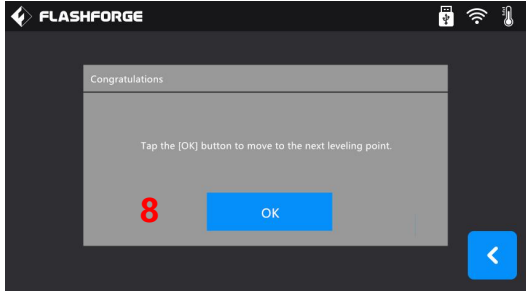 FLASHFORGE
Congratulations
Tap the [OK] button to move to the next leveling point.
8
OK